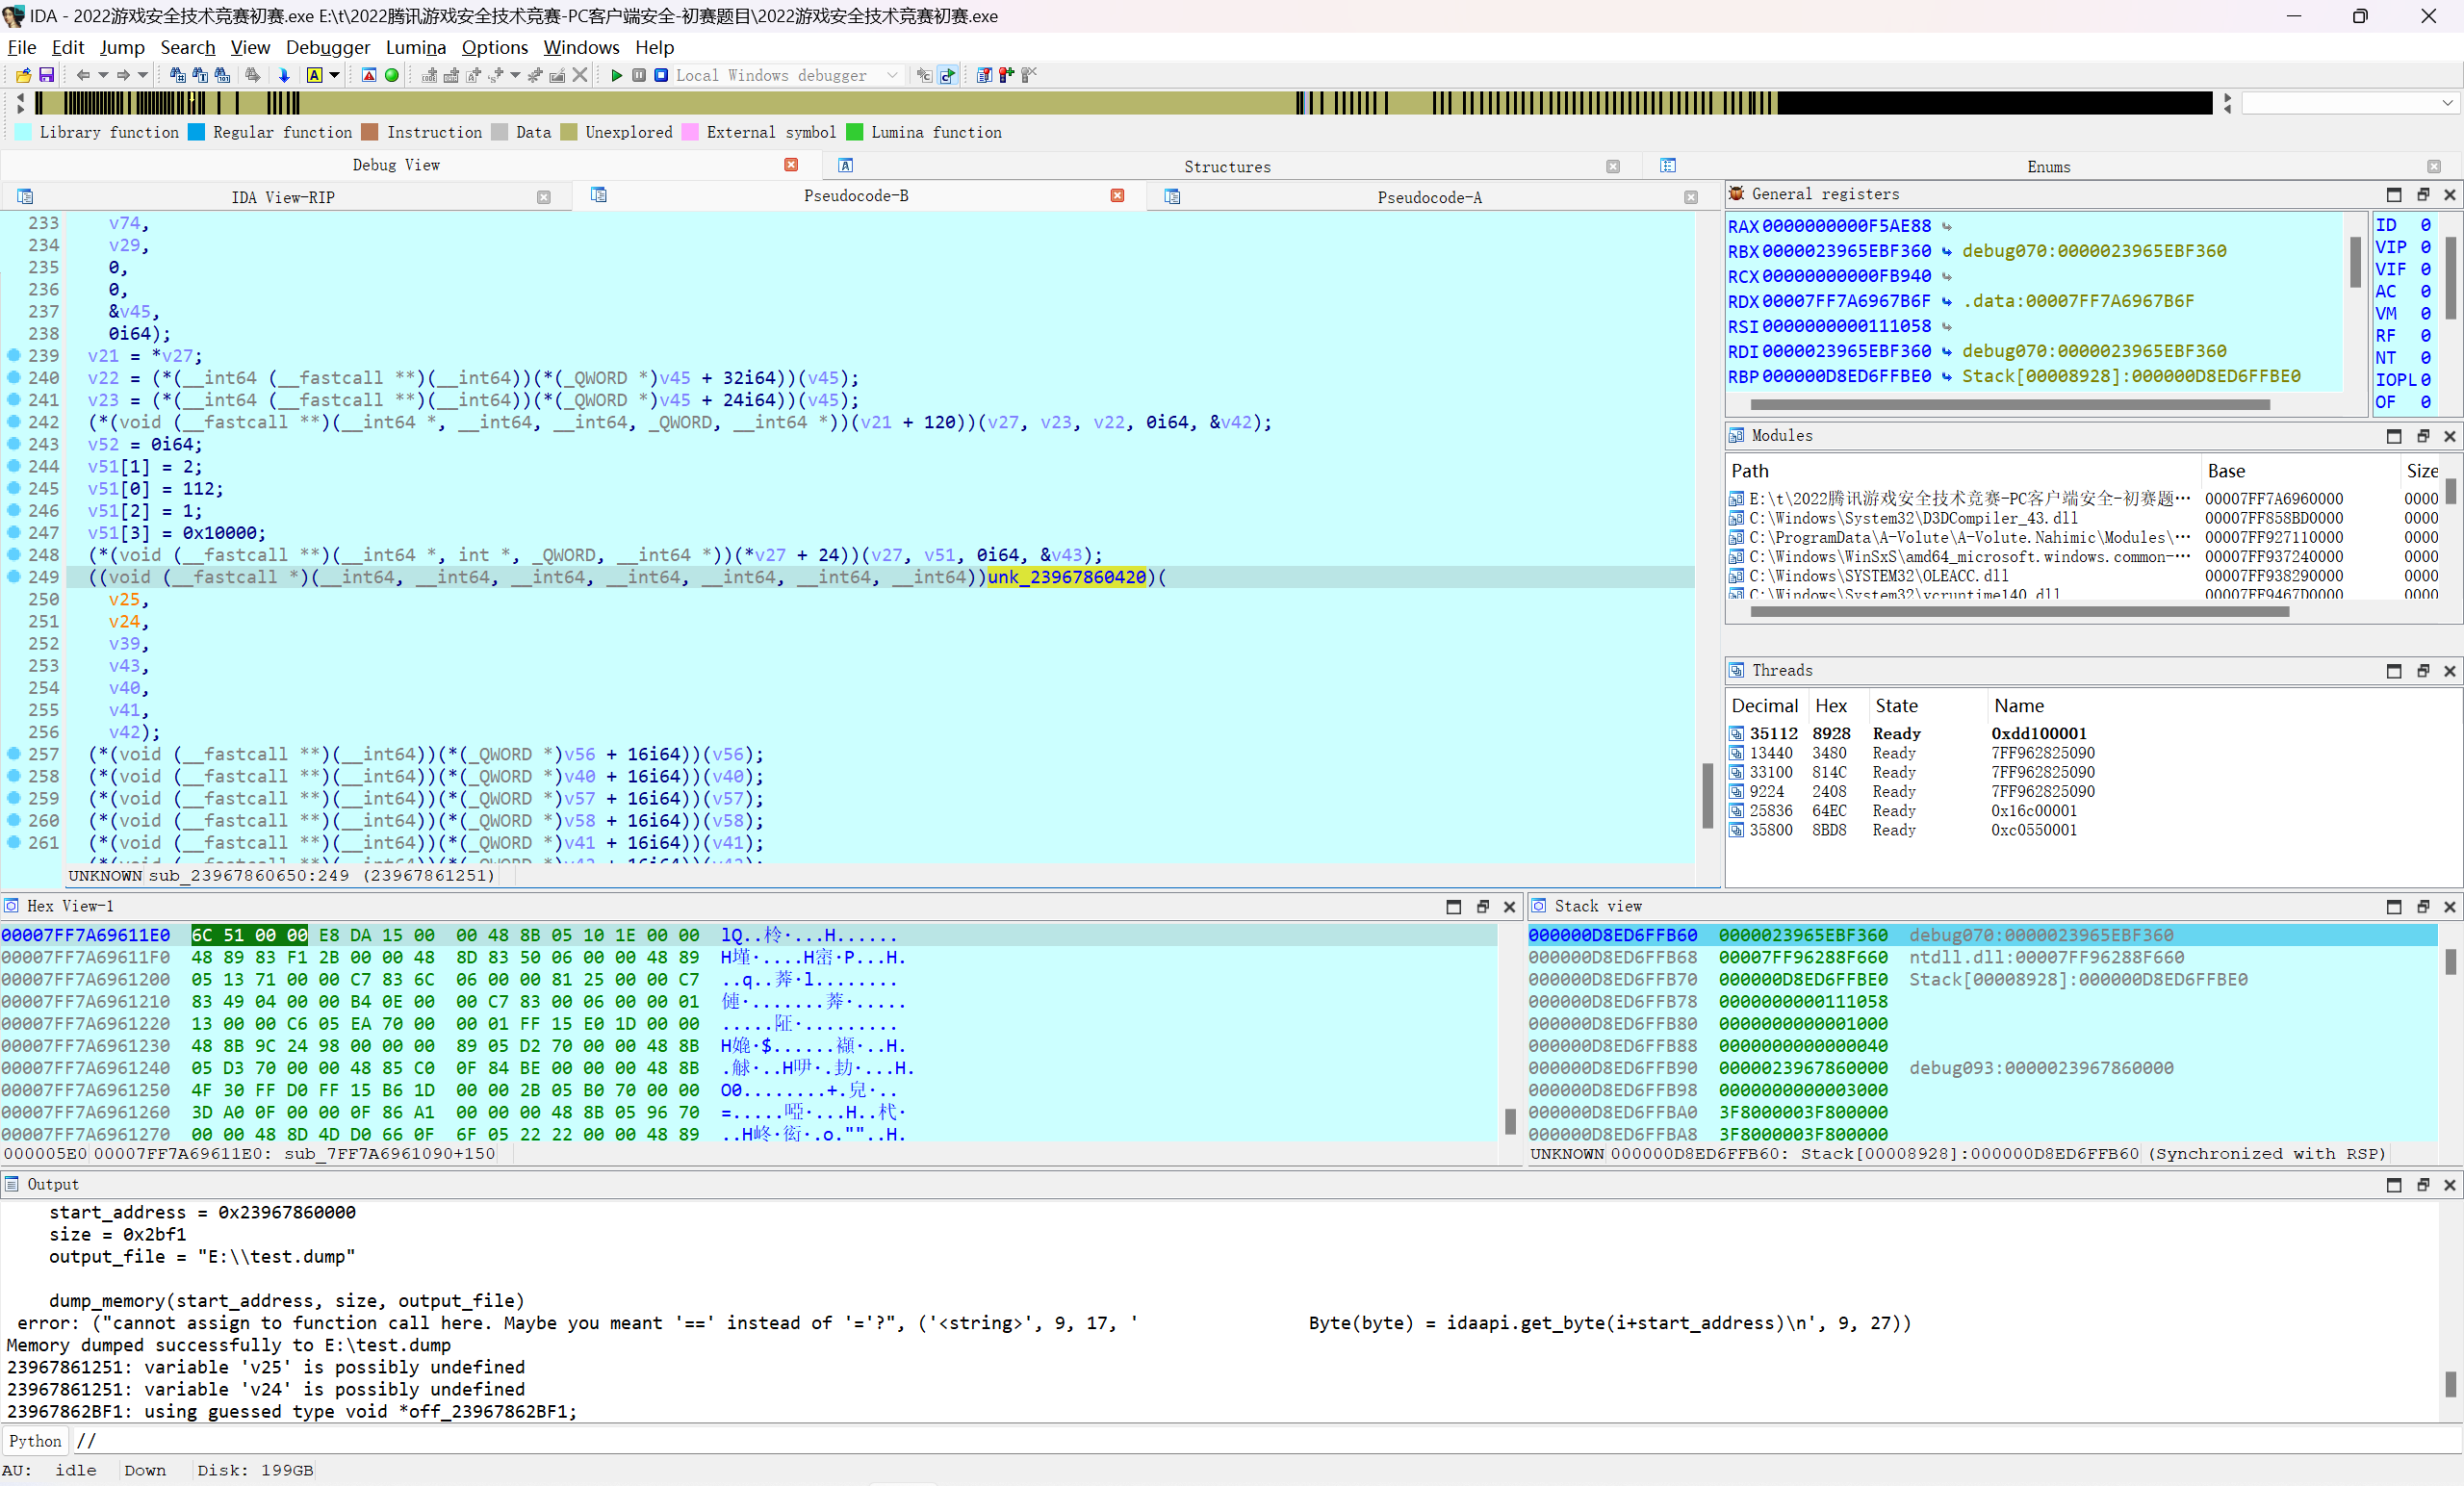 IDA - 2022游戏安全技术竞赛初赛.exe E:\t\2022腾讯游戏安全技术竞赛-PC客户端安全-初赛题目\2022游戏安全技术竞赛初赛.exe
File Edit Jump Search View Debugger Lumina Options Windows Help
Local Windows debugger
Library function Regular function Instruction Data Unexplored External symbol Lumina function
Debug View Structures Enums
IDA View-RIP Pseudocode-B Pseudocode-A
233 v74,
234 v29,
235 0,
236 0,
237 &v45,
238 0i64);
239 v21 = *v27;
240 v22 = (*(__int64 (__fastcall **)(__int64))(*(_QWORD *)v45 + 32i64))(v45);
241 v23 = (*(__int64 (__fastcall **)(__int64))(*(_QWORD *)v45 + 24i64))(v45);
242 (*(void (__fastcall **)(__int64 *, __int64, __int64, _QWORD, __int64 *))(v21 + 120))(v27, v23, v22, 0i64, &v42);
243 v52 = 0i64;
244 v51[1] = 2;
245 v51[0] = 112;
246 v51[2] = 1;
247 v51[3] = 0x10000;
248 (*(void (__fastcall **)(__int64 *, int *, _QWORD, __int64 *))(*v27 + 24))(v27, v51, 0i64, &v43);
249 ((void (__fastcall *)(__int64, __int64, __int64, __int64, __int64, __int64, __int64))unk_23967860420)(
250 v25,
251 v24,
252 v39,
253 v43,
254 v40,
255 v41,
256 v42);
257 (*(void (__fastcall **)(__int64))(*(_QWORD *)v56 + 16i64))(v56);
258 (*(void (__fastcall **)(__int64))(*(_QWORD *)v40 + 16i64))(v40);
259 (*(void (__fastcall **)(__int64))(*(_QWORD *)v57 + 16i64))(v57);
260 (*(void (__fastcall **)(__int64))(*(_QWORD *)v58 + 16i64))(v58);
261 (*(void (__fastcall **)(__int64))(*(_QWORD *)v41 + 16i64))(v41);
UNKNOWN sub_23967860650:249 (23967861251)
General registers
RAX 0000000000F5AE88
RBX 0000023965EBF360 debug070:0000023965EBF360
RCX 00000000000FB940
RDX 00007FF7A6967B6F .data:00007FF7A6967B6F
RSI 0000000000111058
RDI 0000023965EBF360 debug070:0000023965EBF360
RBP 000000D8ED6FFBE0 Stack[00008928]:000000D8ED6FFBE0
ID 0
VIP 0
VIF 0
AC 0
VM 0
RF 0
NT 0
IOPL 0
OF 0
Modules
Path Base Size
E:\t\2022腾讯游戏安全技术竞赛-PC客户端安全-初赛题… 00007FF7A6960000 0000
C:\Windows\System32\D3DCompiler_43.dll 00007FF858BD0000 0000
C:\ProgramData\A-Volute\A-Volute.Nahimic\Modules\… 00007FF927110000 0000
C:\Windows\WinSxS\amd64_microsoft.windows.common-… 00007FF937240000 0000
C:\Windows\SYSTEM32\OLEACC.dll 00007FF938290000 0000
C:\Windows\System32\vcruntime140.dll 00007FF9467D0000 0000
Threads
Decimal Hex State Name
35112 8928 Ready 0xdd100001
13440 3480 Ready 7FF962825090
33100 814C Ready 7FF962825090
9224 2408 Ready 7FF962825090
25836 64EC Ready 0x16c00001
35800 8BD8 Ready 0xc0550001
Hex View-1
00007FF7A69611E0 6C 51 00 00 E8 DA 15 00 00 48 8B 05 10 1E 00 00 lQ..柃·...H......
00007FF7A69611F0 48 89 83 F1 2B 00 00 48 8D 83 50 06 00 00 48 89
00007FF7A6961200 05 13 71 00 00 C7 83 6C 06 00 00 81 25 00 00 C7
00007FF7A6961210 83 49 04 00 00 B4 0E 00 00 C7 83 00 06 00 00 01
00007FF7A6961220 13 00 00 C6 05 EA 70 00 00 01 FF 15 E0 1D 00 00
00007FF7A6961230 48 8B 9C 24 98 00 00 00 89 05 D2 70 00 00 48 8B
00007FF7A6961240 05 D3 70 00 00 48 85 C0 0F 84 BE 00 00 00 48 8B
00007FF7A6961250 4F 30 FF D0 FF 15 B6 1D 00 00 2B 05 B0 70 00 00 O0........+.兒·..
00007FF7A6961260 3D A0 0F 00 00 0F 86 A1 00 00 00 48 8B 05 96 70
00007FF7A6961270 00 00 48 8D 4D D0 66 0F 6F 05 22 22 00 00 48 89
000005E0 00007FF7A69611E0: sub_7FF7A6961090+150
Stack view
000000D8ED6FFB60 0000023965EBF360 debug070:0000023965EBF360
000000D8ED6FFB68 00007FF96288F660 ntdll.dll:00007FF96288F660
000000D8ED6FFB70 000000D8ED6FFBE0 Stack[00008928]:000000D8ED6FFBE0
000000D8ED6FFB78 0000000000111058
000000D8ED6FFB80 0000000000001000
000000D8ED6FFB88 0000000000000040
000000D8ED6FFB90 0000023967860000 debug093:0000023967860000
000000D8ED6FFB98 0000000000003000
000000D8ED6FFBA0 3F8000003F800000
000000D8ED6FFBA8 3F8000003F800000
UNKNOWN 000000D8ED6FFB60: Stack[00008928]:000000D8ED6FFB60 (Synchronized with RSP)
Output
start_address = 0x23967860000
size = 0x2bf1
output_file = "E:\\test.dump"
dump_memory(start_address, size, output_file)
error: ("cannot assign to function call here. Maybe you meant '==' instead of '='?", ('<string>', 9, 17, ' Byte(byte) = idaapi.get_byte(i+start_address)\n', 9, 27))
Memory dumped successfully to E:\test.dump
23967861251: variable 'v25' is possibly undefined
23967861251: variable 'v24' is possibly undefined
23967862BF1: using guessed type void *off_23967862BF1;
Python //
AU: idle Down Disk: 199GB